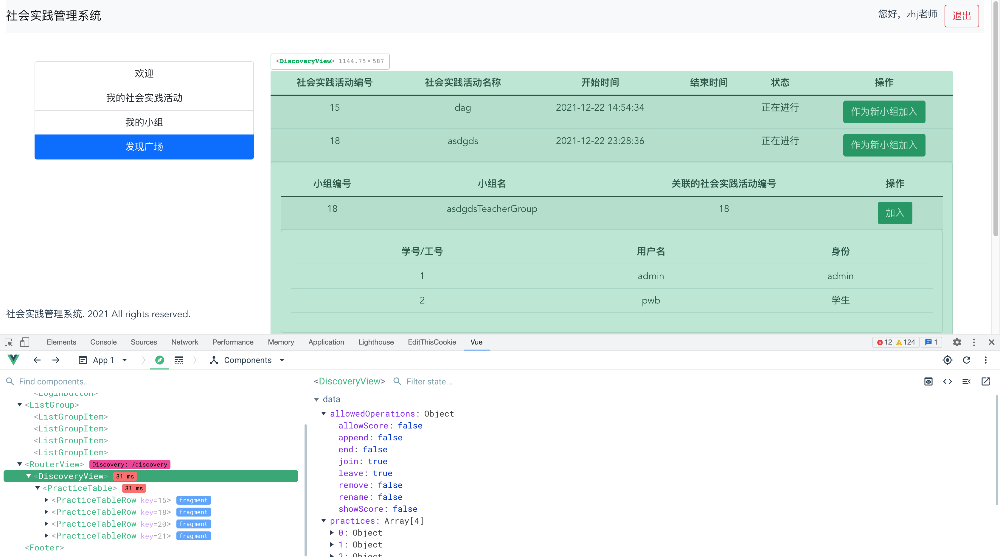 社会实践管理系统
您好，zhj老师 退出
欢迎
我的社会实践活动
我的小组
发现广场
<DiscoveryView> 1144.75 × 587
社会实践活动编号 社会实践活动名称 开始时间 结束时间 状态 操作
15 dag 2021-12-22 14:54:34 正在进行 作为新小组加入
18 asdgds 2021-12-22 23:28:36 正在进行 作为新小组加入
小组编号 小组名 关联的社会实践活动编号 操作
18 asdgdsTeacherGroup 18 加入
学号/工号 用户名 身份
1 admin admin
2 pwb 学生
社会实践管理系统. 2021 All rights reserved.
Elements Console Sources Network Performance Memory Application Lighthouse EditThisCookie Vue 12 124 1
App 1 Components
Find components...
<LoginButton>
<ListGroup>
<ListGroupItem>
<ListGroupItem>
<ListGroupItem>
<ListGroupItem>
<RouterView> Discovery: /discovery
<DiscoveryView> 31 ms
<PracticeTable> 31 ms
<PracticeTableRow key=15> fragment
<PracticeTableRow key=18> fragment
<PracticeTableRow key=20> fragment
<PracticeTableRow key=21> fragment
<Footer>
<DiscoveryView> Filter state...
data
allowedOperations: Object
allowScore: false
append: false
end: false
join: true
leave: true
remove: false
rename: false
showScore: false
practices: Array[4]
0: Object
1: Object
2: Object